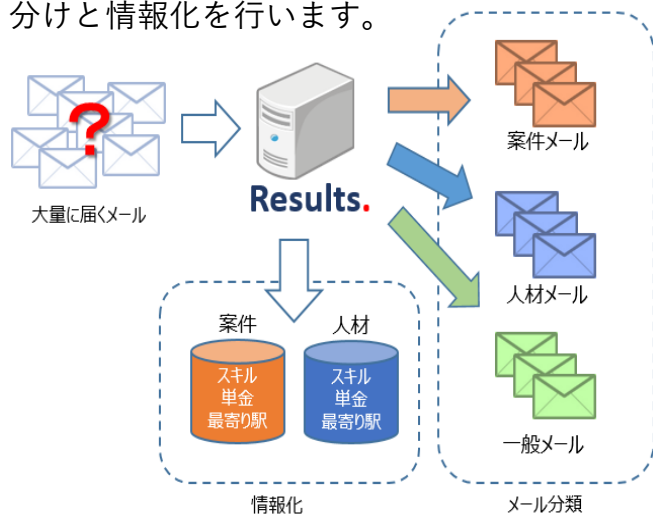 分けと情報化を行います。
?
大量に届くメール
Results.
案件メール
人材メール
一般メール
案件
人材
スキル
単金
最寄り駅
スキル
単金
最寄り駅
情報化
メール分類